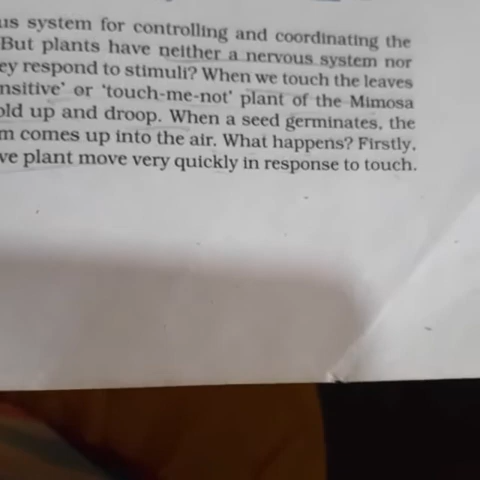 us system for controlling and coordinating the
But plants have neither a nervous system nor
ey respond to stimuli? When we touch the leaves
nsitive' or 'touch-me-not' plant of the Mimosa
old up and droop. When a seed germinates, the
m comes up into the air. What happens? Firstly,
ve plant move very quickly in response to touch.